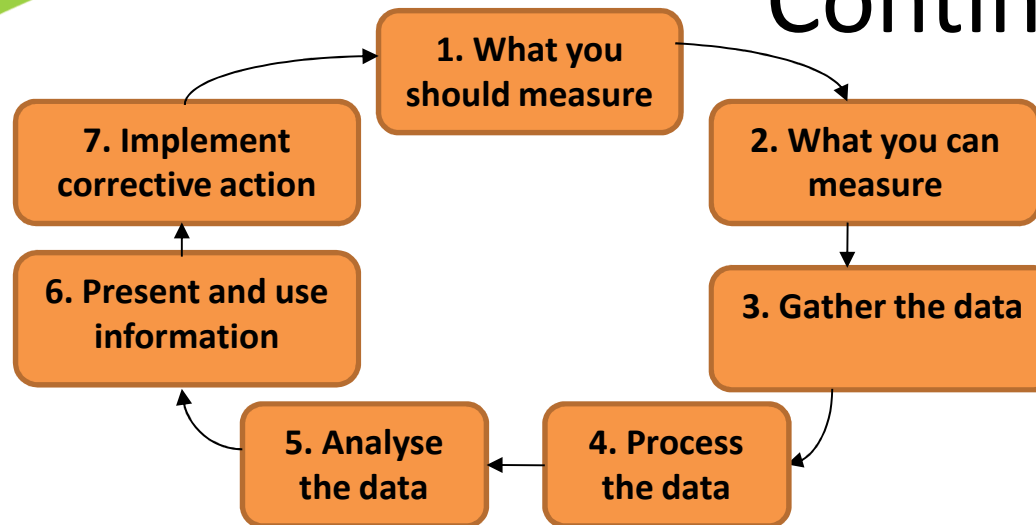 Contin
1. What you
should measure
2. What you can
measure
3. Gather the data
4. Process
the data
5. Analyse
the data
6. Present and use
information
7. Implement
corrective action